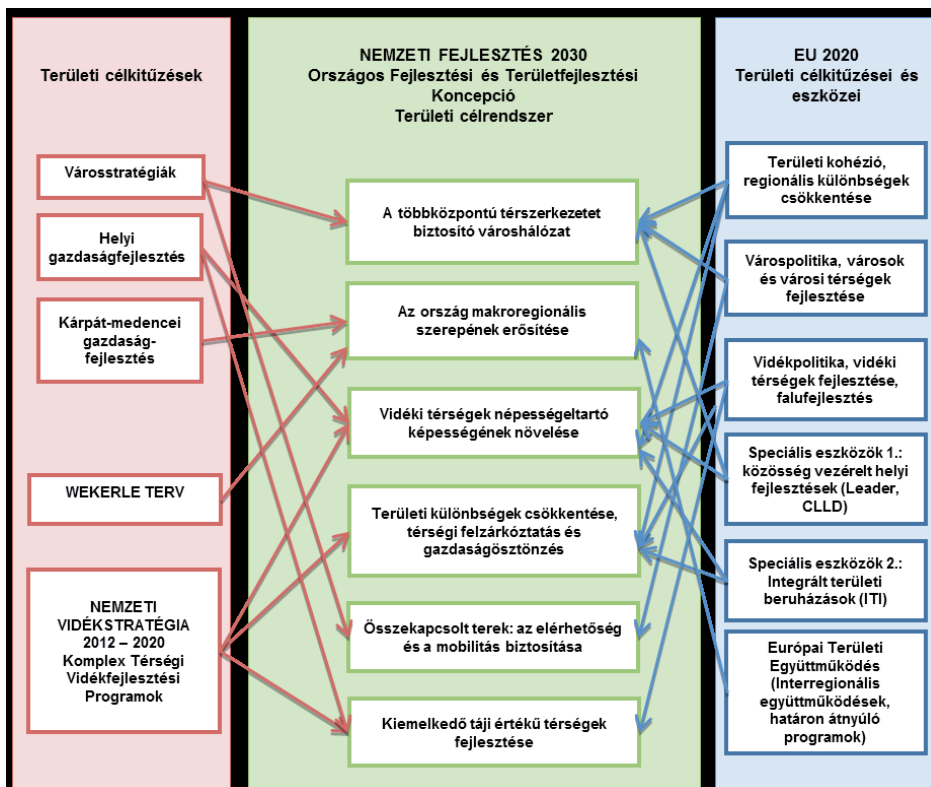 Területi célkitűzések
Városstratégiák
Helyi
gazdaságfejlesztés
Kárpát-medencei
gazdaság-
fejlesztés
WEKERLE TERV
NEMZETI
VIDÉKSTRATÉGIA
2012 – 2020
Komplex Térségi
Vidékfejlesztési
Programok
NEMZETI FEJLESZTÉS 2030
Országos Fejlesztési és Területfejlesztési
Koncepció
Területi célrendszer
A többközpontú térszerkezetet
biztosító városhálózat
Az ország makroregionális
szerepének erősítése
Vidéki térségek népességeltartó
képességének növelése
Területi különbségek csökkentése,
térségi felzárkóztatás és
gazdaságösztönzés
Összekapcsolt terek: az elérhetőség
és a mobilitás biztosítása
Kiemelkedő táji értékű térségek
fejlesztése
EU 2020
Területi célkitűzései és
eszközei
Területi kohézió,
regionális különbségek
csökkentése
Várospolitika, városok
és városi térségek
fejlesztése
Vidékpolitika, vidéki
térségek fejlesztése,
falufejlesztés
Speciális eszközök 1.:
közösség vezérelt helyi
fejlesztések (Leader,
CLLD)
Speciális eszközök 2.:
Integrált területi
beruházások (ITI)
Európai Területi
Együttműködés
(Interregionális
együttműködések,
határon átnyúló
programok)